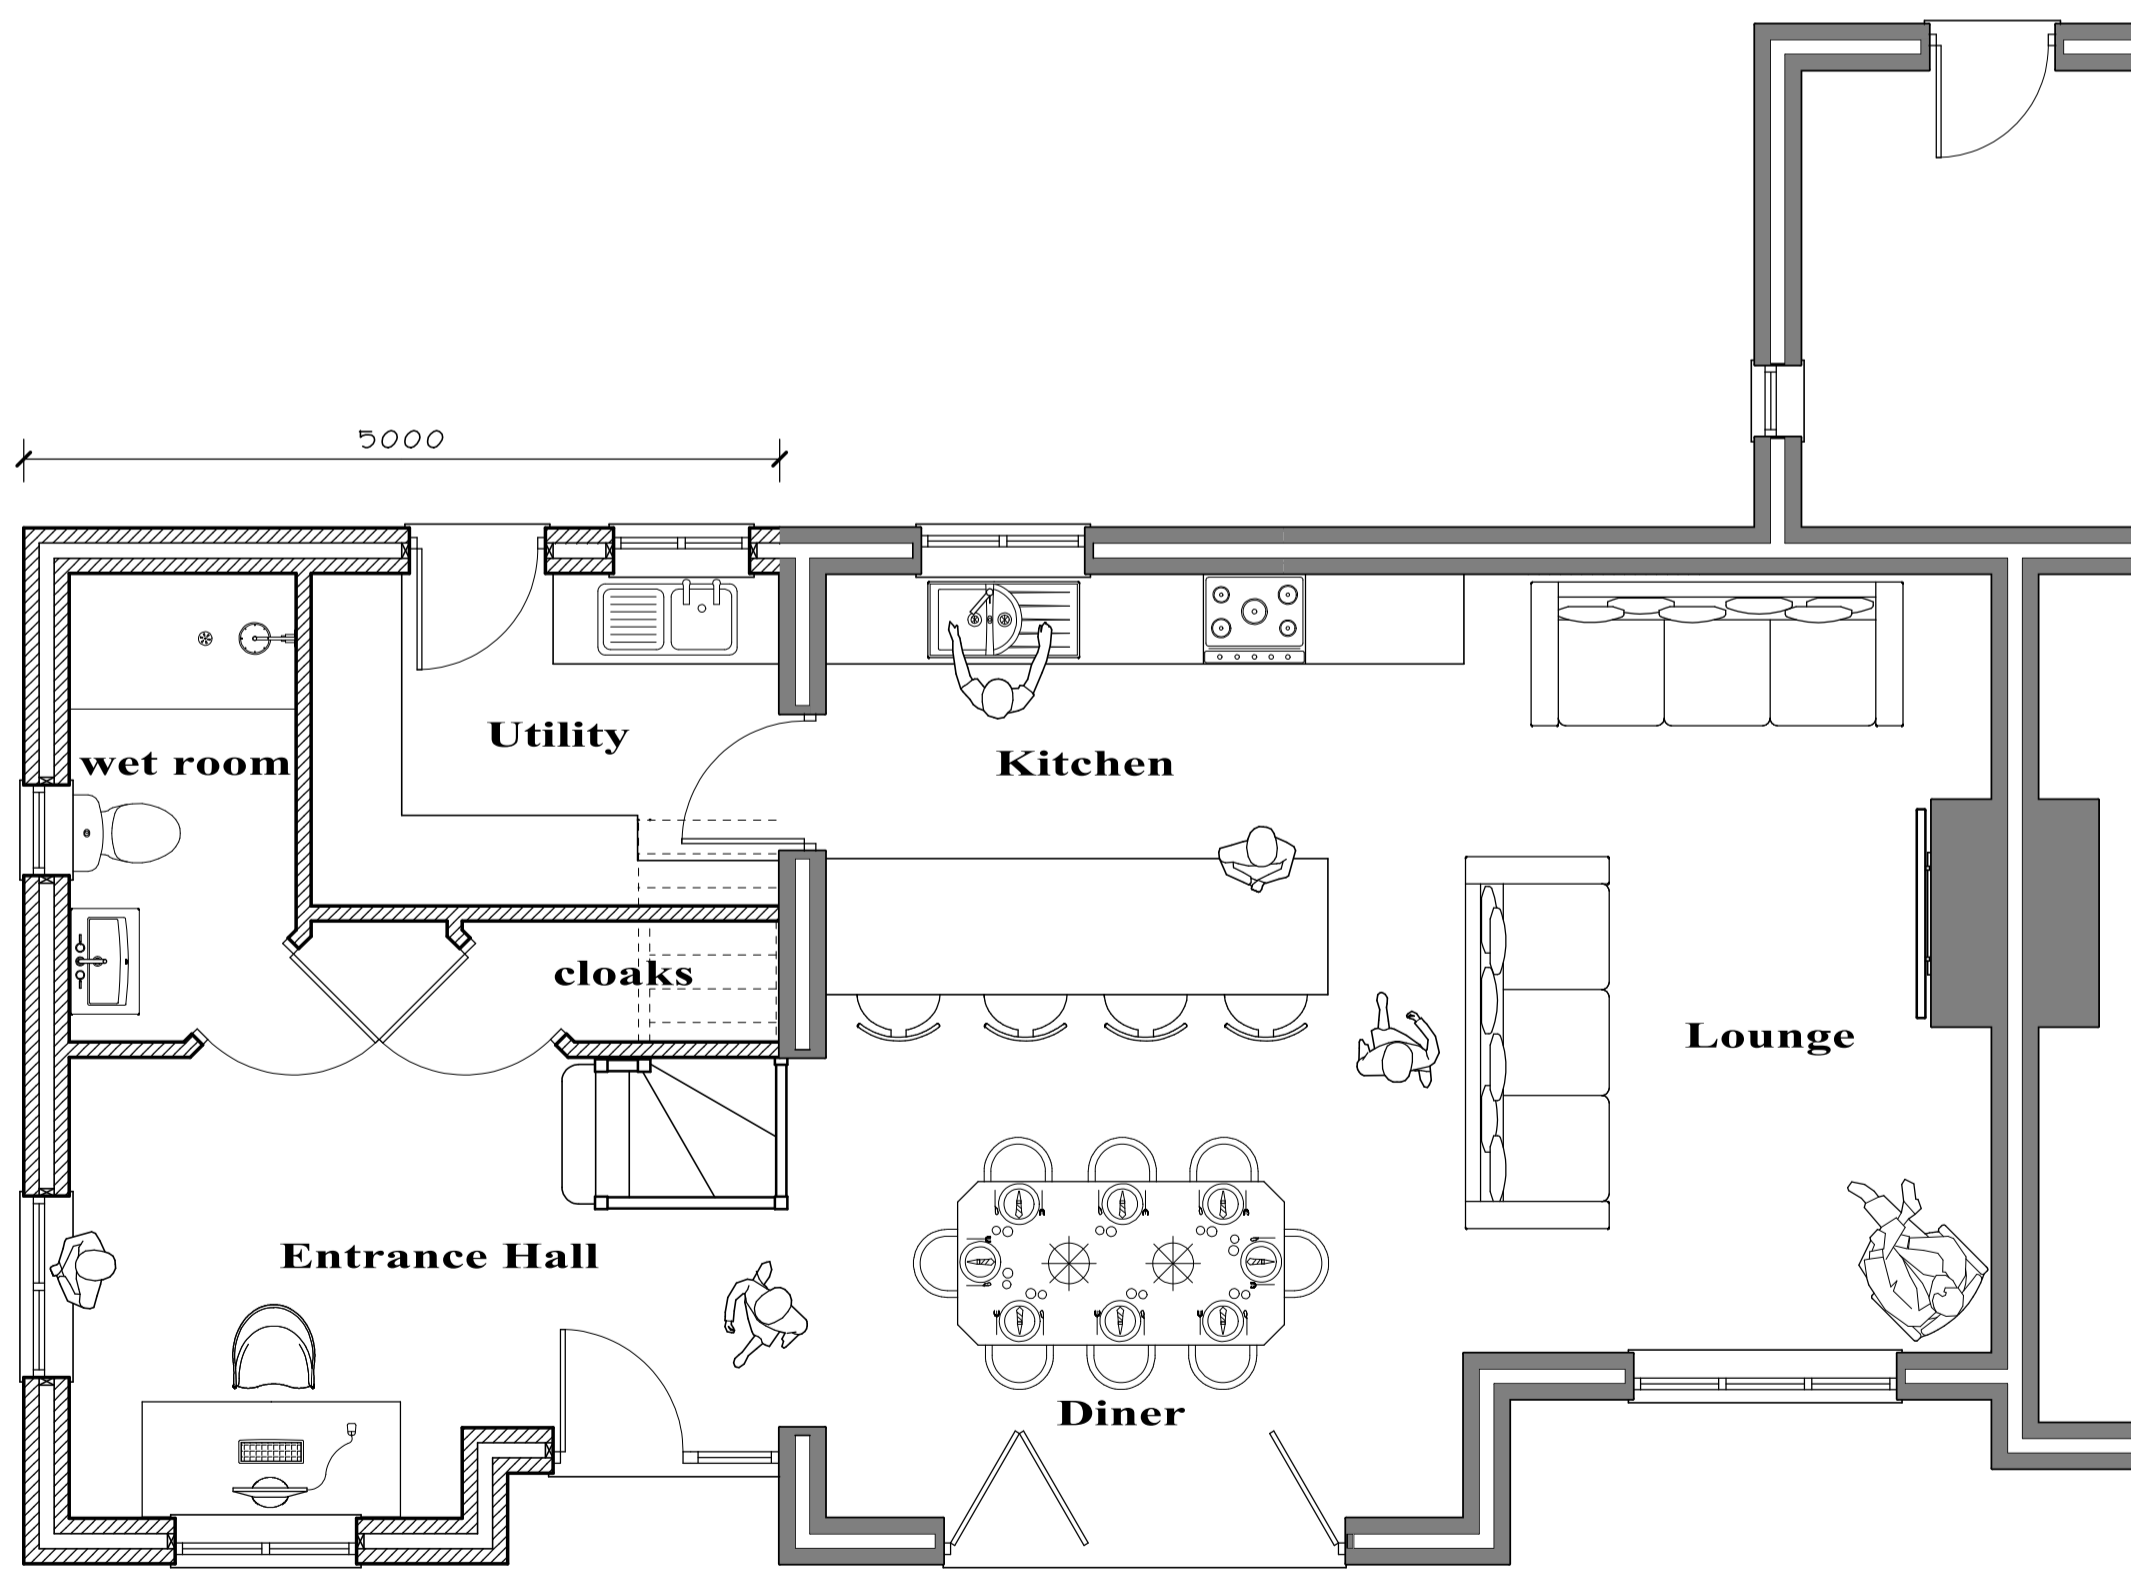 5000
Utility
wet room
Kitchen
cloaks
Lounge
Entrance Hall
Diner